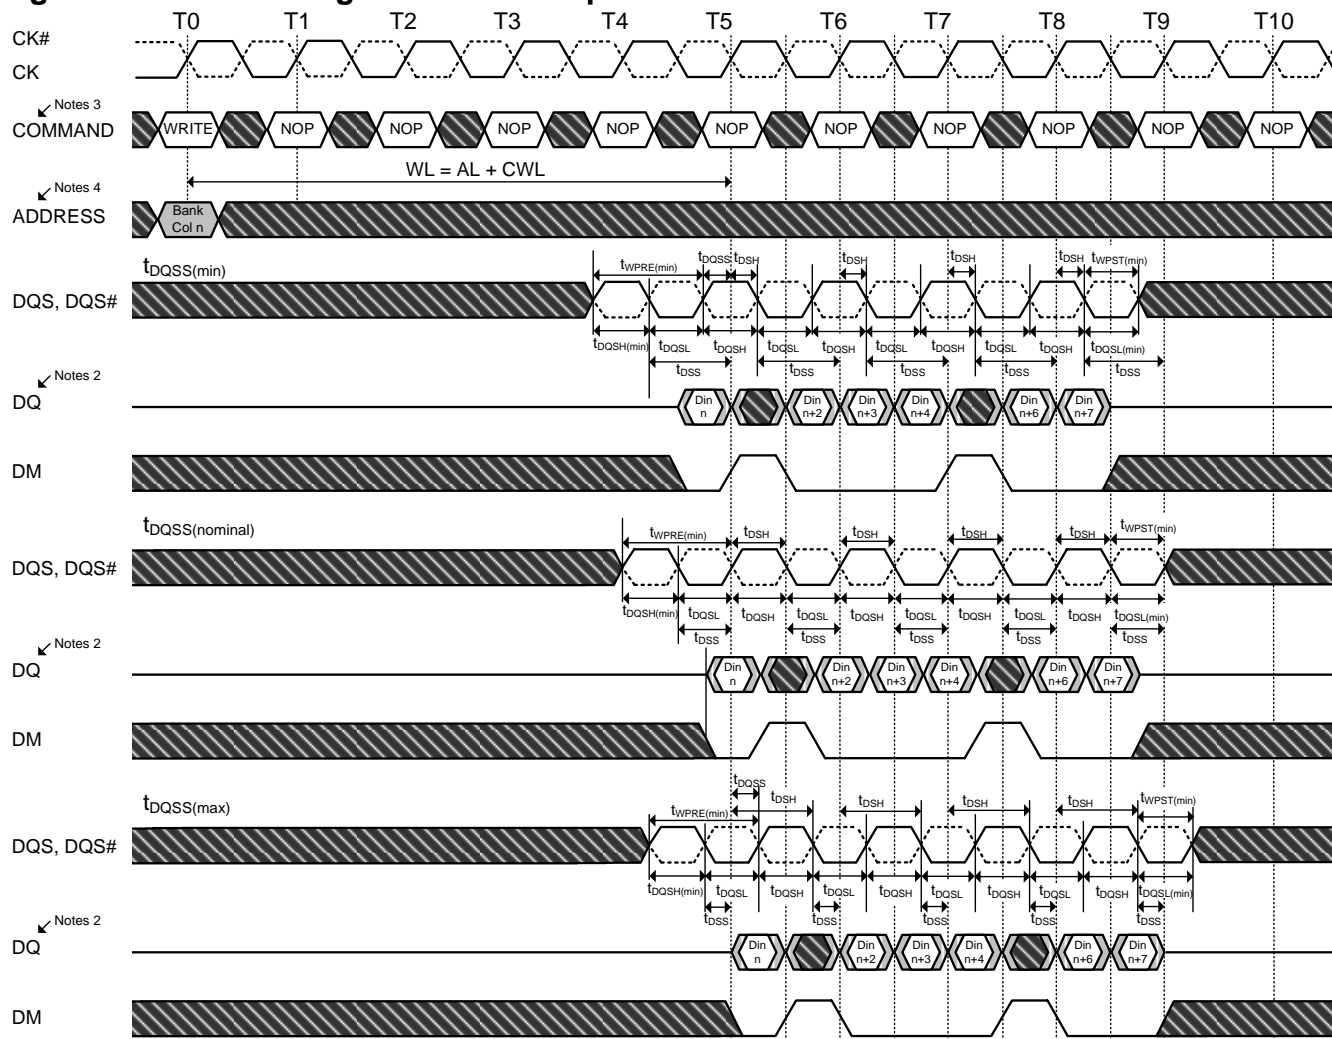 T0 T1 T2 T3 T4 T5 T6 T7 T8 T9 T10
CK#
CK
Notes 3
COMMAND WRITE NOP NOP NOP NOP NOP NOP NOP NOP NOP NOP
WL = AL + CWL
Notes 4
ADDRESS
Bank
Col n
tDQSS(min)
tWPRE(min) tDQSS tDSH tDSH tDSH tDSH tWPST(min)
DQS, DQS#
tDQSH(min) tDQSL tDQSH tDQSL tDQSH tDQSL tDQSH tDQSL tDQSH tDQSL(min)
tDSS tDSS tDSS tDSS tDSS
Notes 2
DQ
Din n Din n+2 Din n+3 Din n+4 Din n+6 Din n+7
DM
tDQSS(nominal)
tWPRE(min) tDSH tDSH tDSH tDSH tWPST(min)
DQS, DQS#
tDQSH(min) tDQSL tDQSH tDQSL tDQSH tDQSL tDQSH tDQSL tDQSH tDQSL(min)
tDSS tDSS tDSS tDSS tDSS
Notes 2
DQ
Din n Din n+2 Din n+3 Din n+4 Din n+6 Din n+7
DM
tDQSS
tDQSS(max)
tWPRE(min) tDSH tDSH tDSH tDSH tWPST(min)
DQS, DQS#
tDQSH(min) tDQSL tDQSH tDQSL tDQSH tDQSL tDQSH tDQSL tDQSH tDQSL(min)
tDSS tDSS tDSS tDSS tDSS
Notes 2
DQ
Din n Din n+2 Din n+3 Din n+4 Din n+6 Din n+7
DM